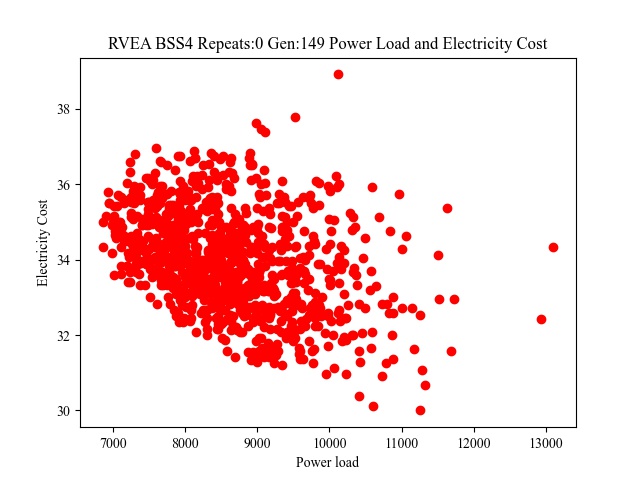 RVEA BSS4 Repeats:0 Gen:149 Power Load and Electricity Cost
38
36
34
32
30
Electricity Cost
7000 8000 9000 10000 11000 12000 13000
Power load